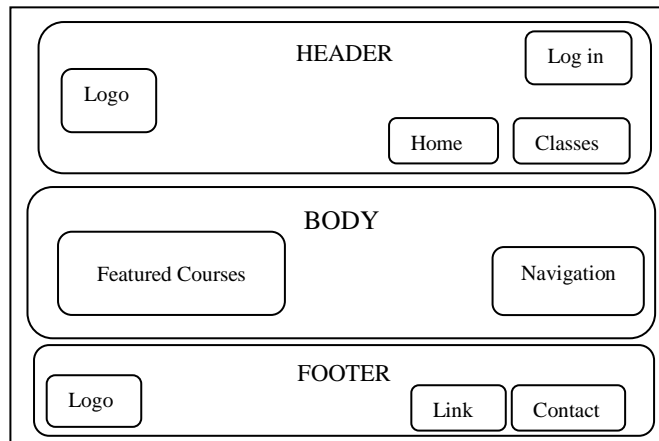 HEADER
Log in
Logo
Home
Classes
BODY
Featured Courses
Navigation
FOOTER
Logo
Link
Contact